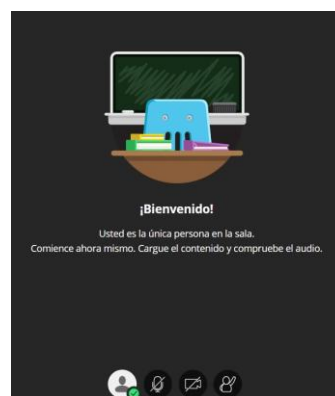 ¡Bienvenido!
Usted es la única persona en la sala.
Comience ahora mismo. Cargue el contenido y compruebe el audio.